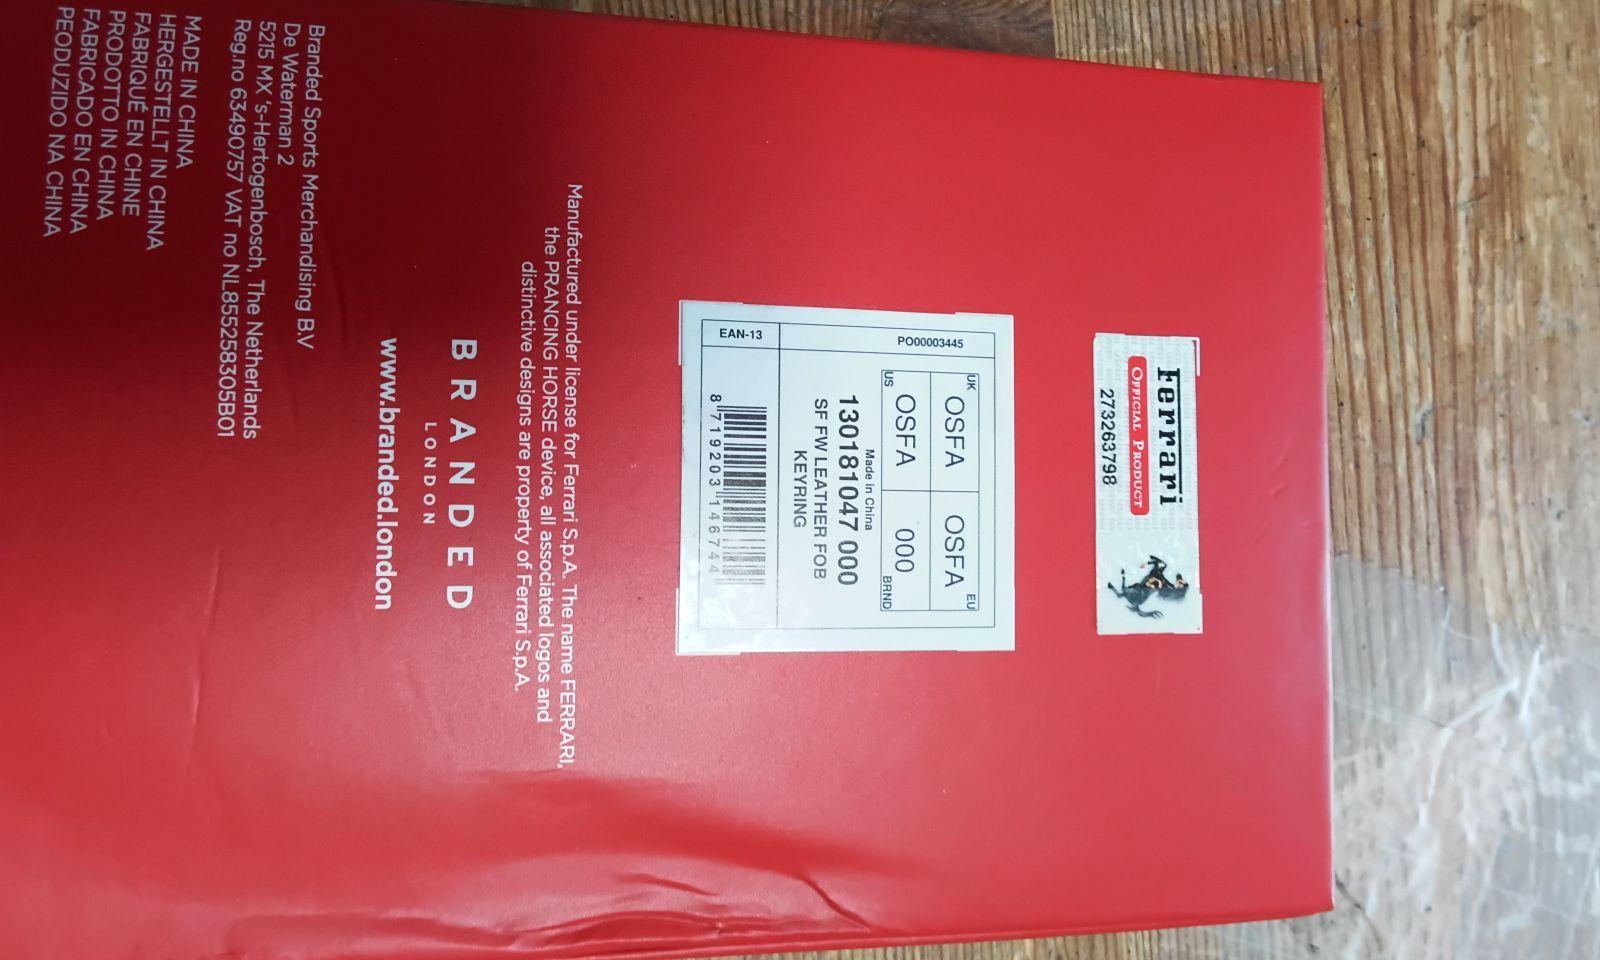 Ferrari
OFFICIAL PRODUCT
273263798
PO00003445
UK OSFA OSFA EU
US OSFA 000 BRND
Made in China
130181047 000
SF FW LEATHER FOB
KEYRING
EAN-13
8 719203 146744
Manufactured under license for Ferrari S.p.A. The name FERRARI,
the PRANCING HORSE device, all associated logos and
distinctive designs are property of Ferrari S.p.A.
BRANDED
LONDON
www.branded.london
Branded Sports Merchandising B.V
De Waterman 2
5215 MX 's-Hertogenbosch, The Netherlands
Reg.no 63490757 VAT no NL855258305B01
MADE IN CHINA
HERGESTELLT IN CHINA
FABRIQUÉ EN CHINE
PRODOTTO IN CHINA
FABRICADO EN CHINA
PEODUZIDO NA CHINA